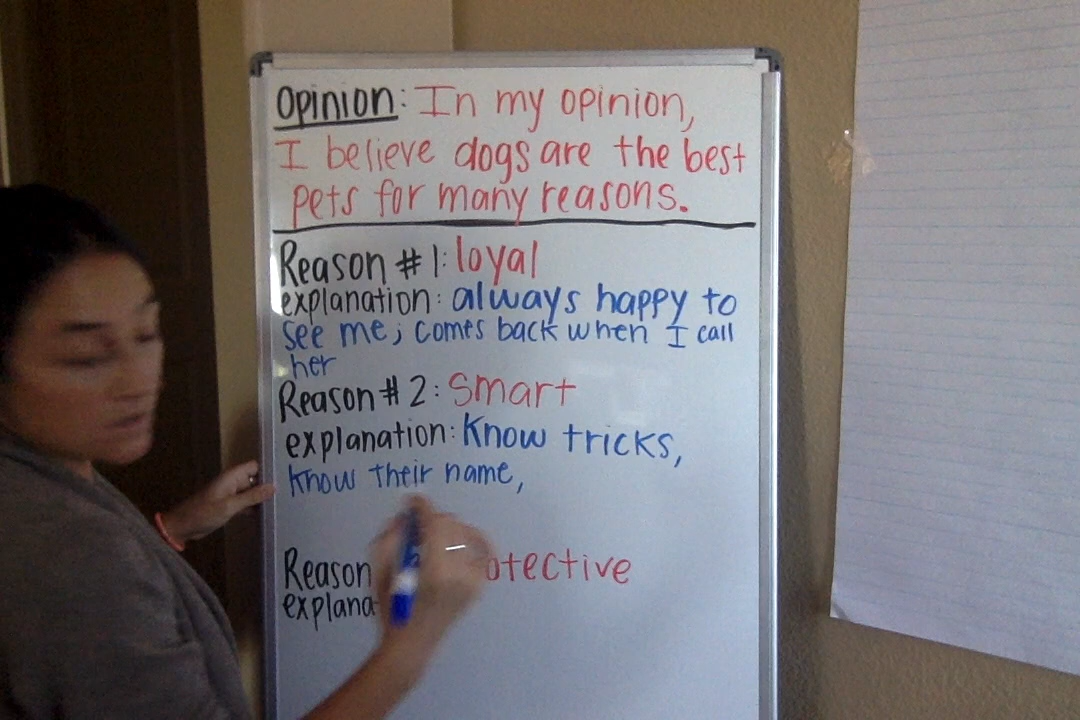 Opinion: In my opinion,
I believe dogs are the best
pets for many reasons.
Reason #1: loyal
explanation: always happy to
see me; comes back when I call
her
Reason #2: smart
explanation: Know tricks,
know their name,
Reason otective
explana